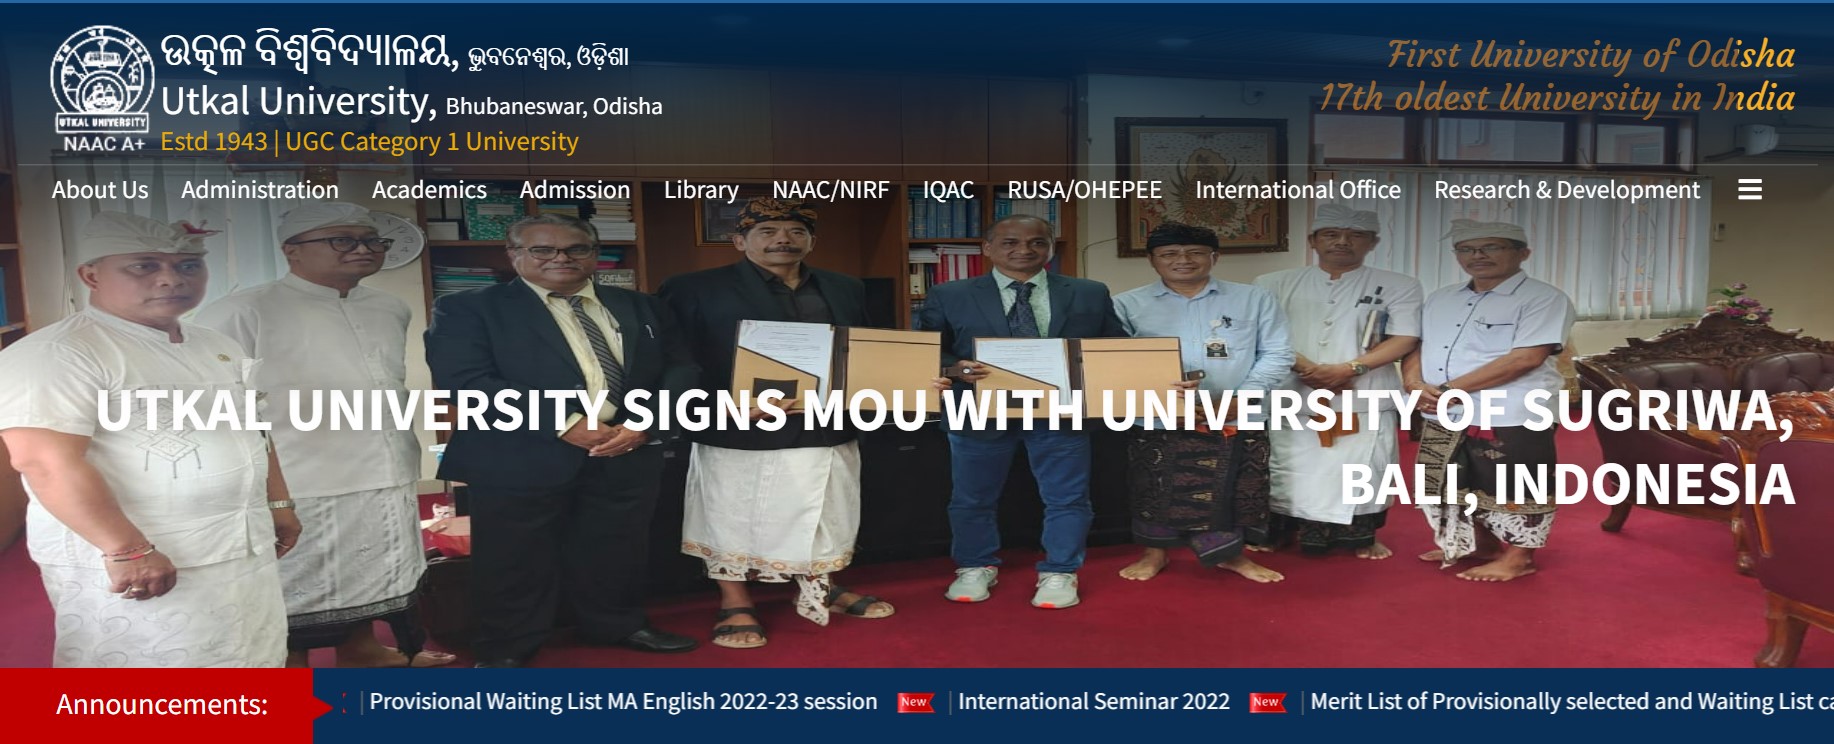 ଉତ୍କଳ ବିଶ୍ୱବିଦ୍ୟାଳୟ, ଭୁବନେଶ୍ୱର, ଓଡ଼ିଶା
Utkal University, Bhubaneswar, Odisha
Estd 1943 | UGC Category 1 University
UTKAL UNIVERSITY
NAAC A+
First University of Odisha
17th oldest University in India
About Us Administration Academics Admission Library NAAC/NIRF IQAC RUSA/OHEPEE International Office Research & Development
UTKAL UNIVERSITY SIGNS MOU WITH UNIVERSITY OF SUGRIWA,
BALI, INDONESIA
Announcements: | Provisional Waiting List MA English 2022-23 session New | International Seminar 2022 New | Merit List of Provisionally selected and Waiting List ca